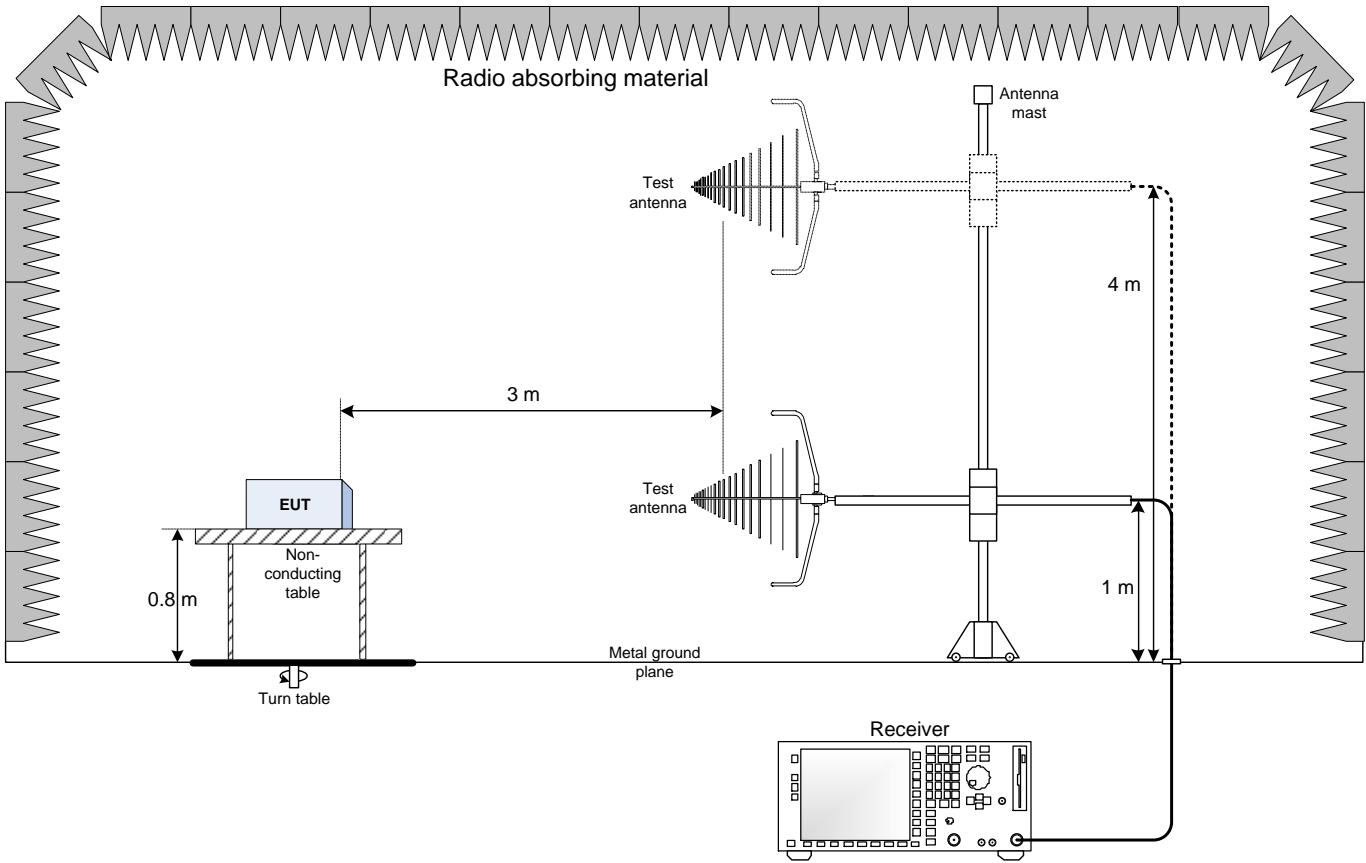 Radio absorbing material
Antenna
mast
Test
antenna
4 m
3 m
Test
antenna
EUT
Non-
conducting
table
0.8 m
1 m
Metal ground
plane
Turn table
Receiver